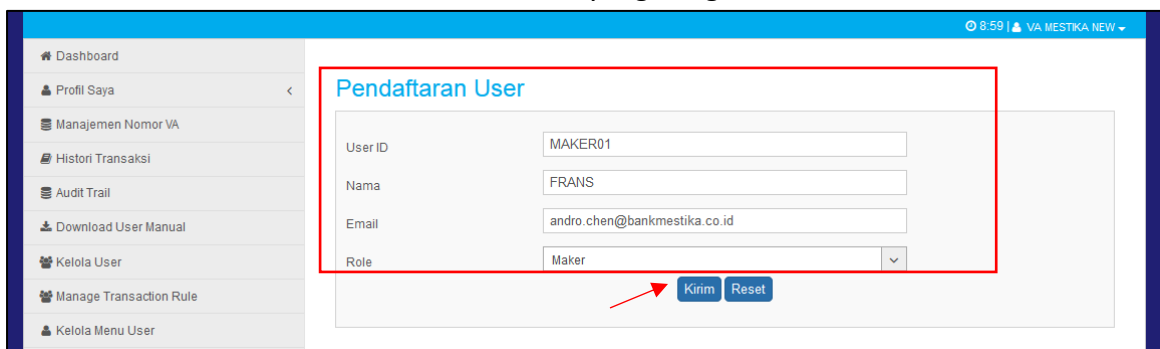 8:59 | VA MESTIKA NEW
Dashboard
Profil Saya
Manajemen Nomor VA
Histori Transaksi
Audit Trail
Download User Manual
Kelola User
Manage Transaction Rule
Kelola Menu User
Pendaftaran User
User ID MAKER01
Nama FRANS
Email andro.chen@bankmestika.co.id
Role Maker
Kirim Reset